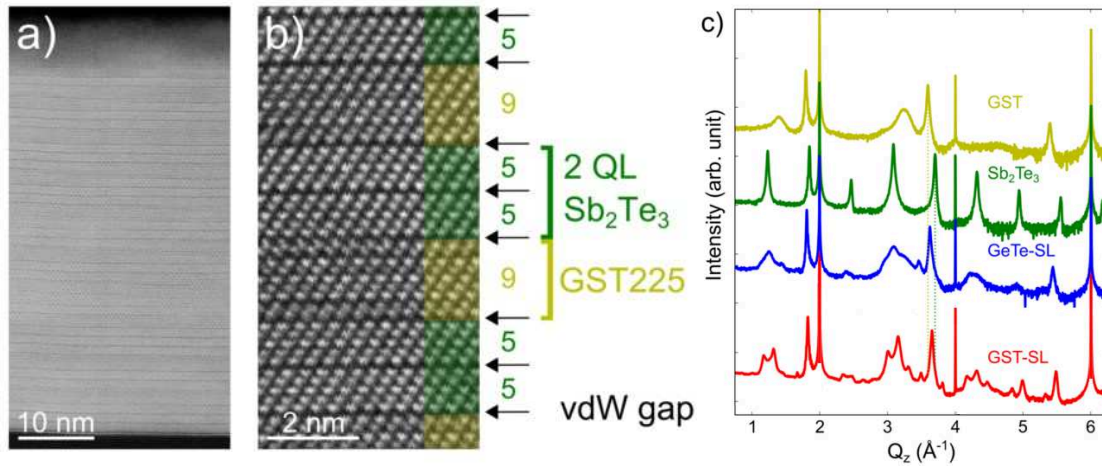 a)
10 nm
b)
2 nm
5
9
5
5
9
5
5
2 QL
Sb₂Te₃
GST225
vdW gap
c)
Intensity (arb. unit)
GST
Sb₂Te₃
GeTe-SL
GST-SL
1 2 3 4 5 6
Q_z (Å⁻¹)